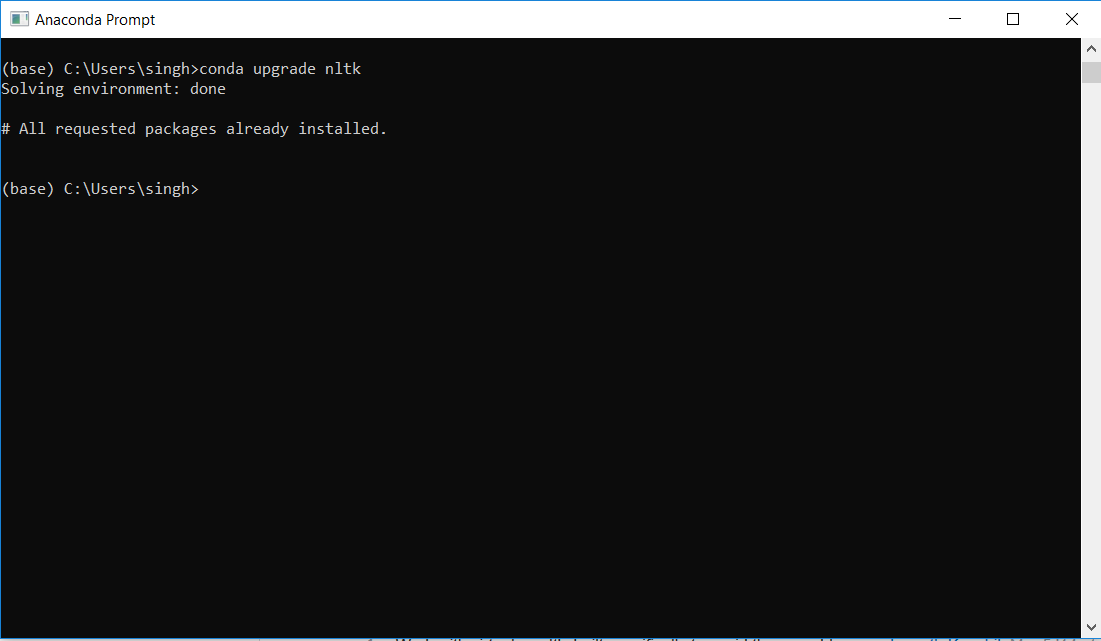 Anaconda Prompt
(base) C:\Users\singh>conda upgrade nltk
Solving environment: done
# All requested packages already installed.
(base) C:\Users\singh>